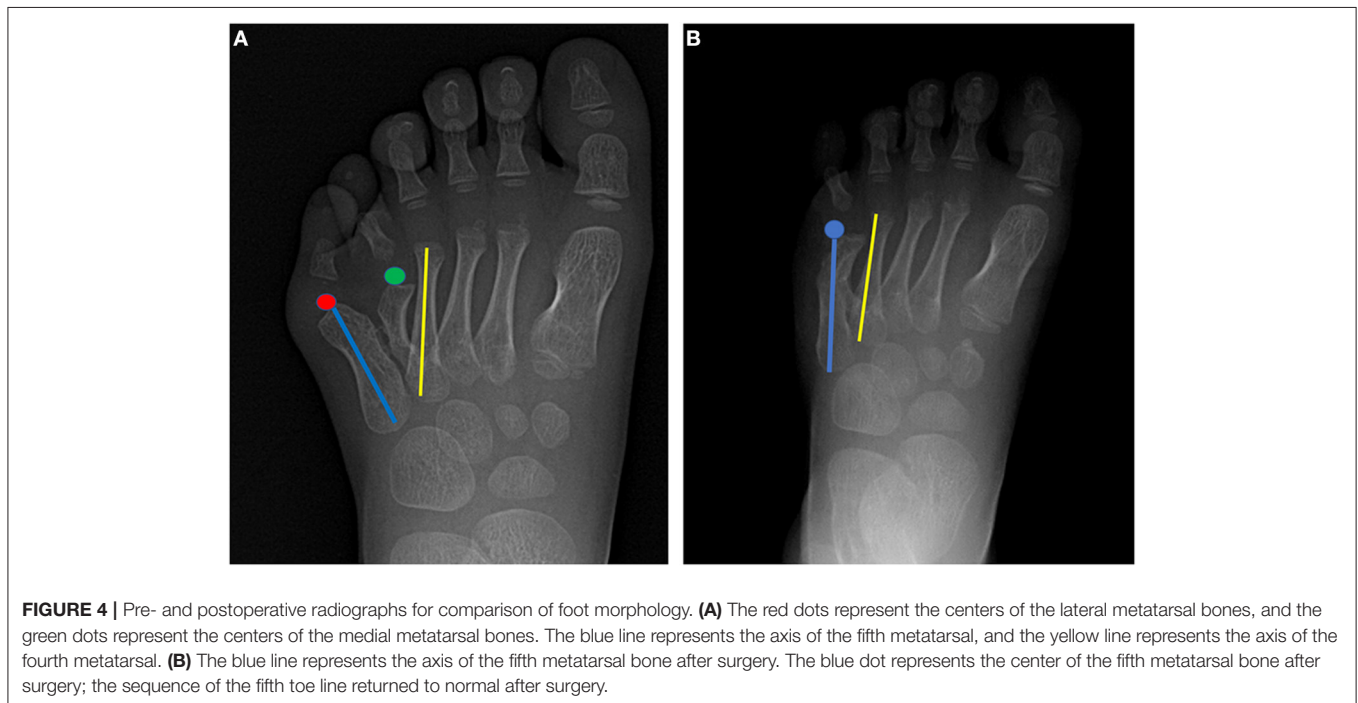 A
B
FIGURE 4 | Pre- and postoperative radiographs for comparison of foot morphology. (A) The red dots represent the centers of the lateral metatarsal bones, and the
green dots represent the centers of the medial metatarsal bones. The blue line represents the axis of the fifth metatarsal, and the yellow line represents the axis of the
fourth metatarsal. (B) The blue line represents the axis of the fifth metatarsal bone after surgery. The blue dot represents the center of the fifth metatarsal bone after
surgery; the sequence of the fifth toe line returned to normal after surgery.